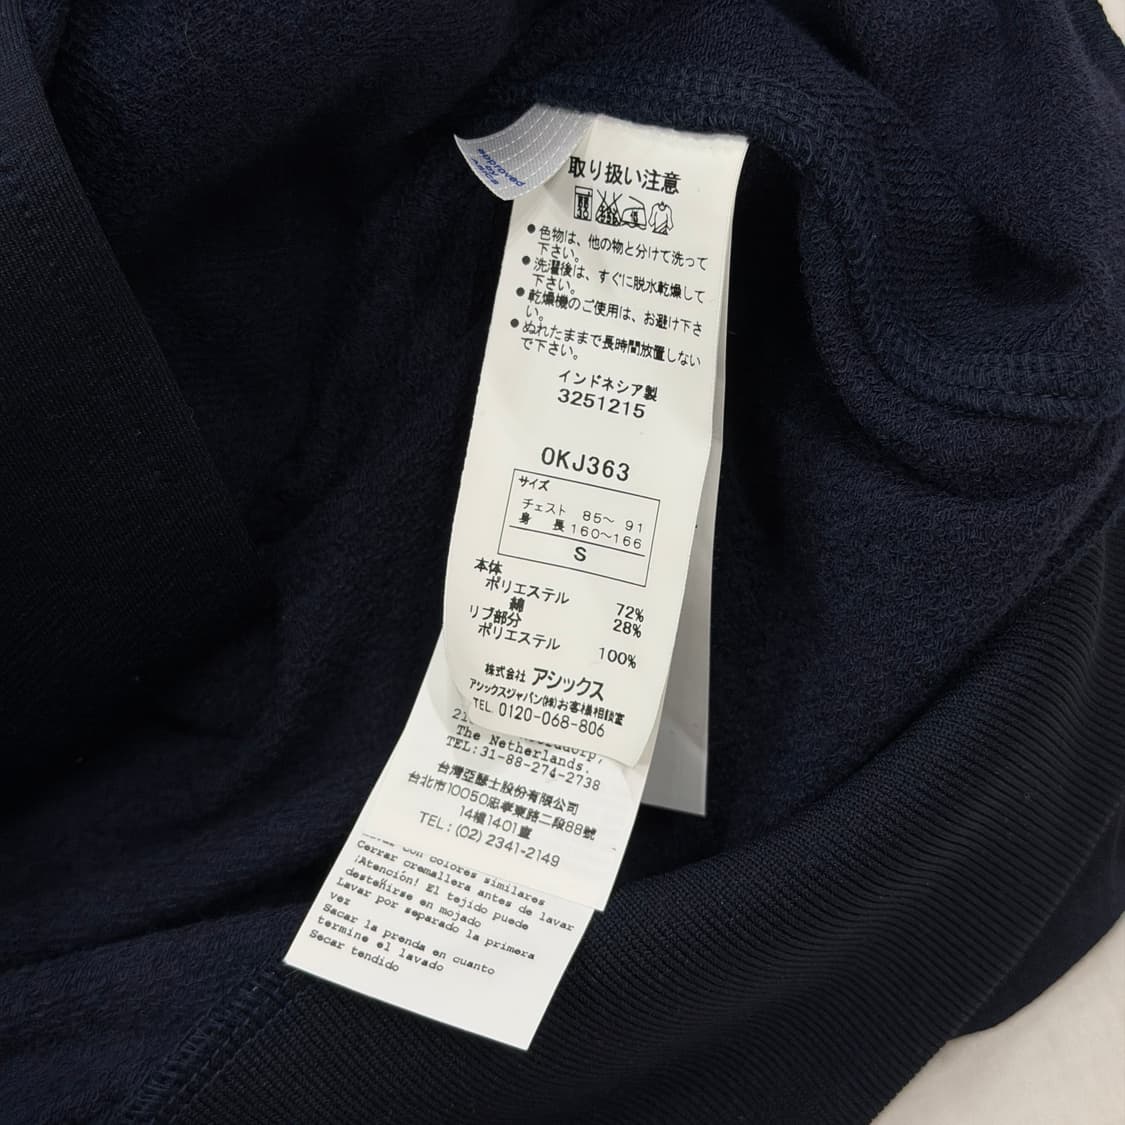 approved
by
取り扱い注意
●色物は、他の物と分けて洗って
下さい。
●洗濯後は、すぐに脱水乾燥して
下さい。
●乾燥機のご使用は、お避け下さ
い。
●ぬれたままで長時間放置しない
で下さい。
インドネシア製
3251215
OKJ363
サイズ
チェスト 85～ 91
身 長 160～166
S
本体
ポリエステル 72%
綿 28%
リブ部分
ポリエステル 100%
株式会社 アシックス
アシックスジャパン(株)お客様相談室
TEL. 0120-068-806
The Netherlands.
TEL:31-88-274-2738
台灣亞瑟士股份有限公司
台北市10050忠孝東路二段88號
14樓1401室
TEL: (02) 2341-2149
con colores similares
Cerrar cremallera antes de lavar
¡Atención! El tejido puede
desteñirse en mojado
Lavar por separado la primera
vez
Sacar la prenda en cuanto
termine el lavado
Secar tendido